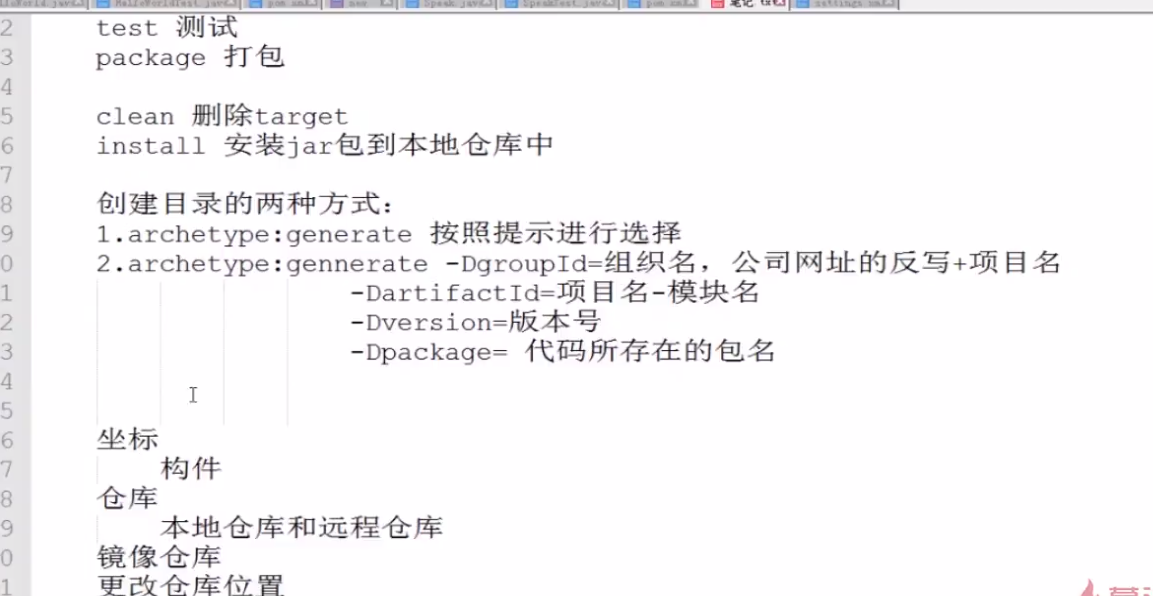 HelloWorldTest.java
pom.xml
new
Speak.java
SpeakTest.java
pom.xml
笔记
settings.xml
2 test 测试
3 package 打包
4
5 clean 删除target
6 install 安装jar包到本地仓库中
7
8 创建目录的两种方式：
9 1.archetype:generate 按照提示进行选择
0 2.archetype:gennerate -DgroupId=组织名，公司网址的反写+项目名
1 -DartifactId=项目名-模块名
2 -Dversion=版本号
3 -Dpackage= 代码所存在的包名
4
5
6 坐标
7 构件
8 仓库
9 本地仓库和远程仓库
0 镜像仓库
1 更改仓库位置